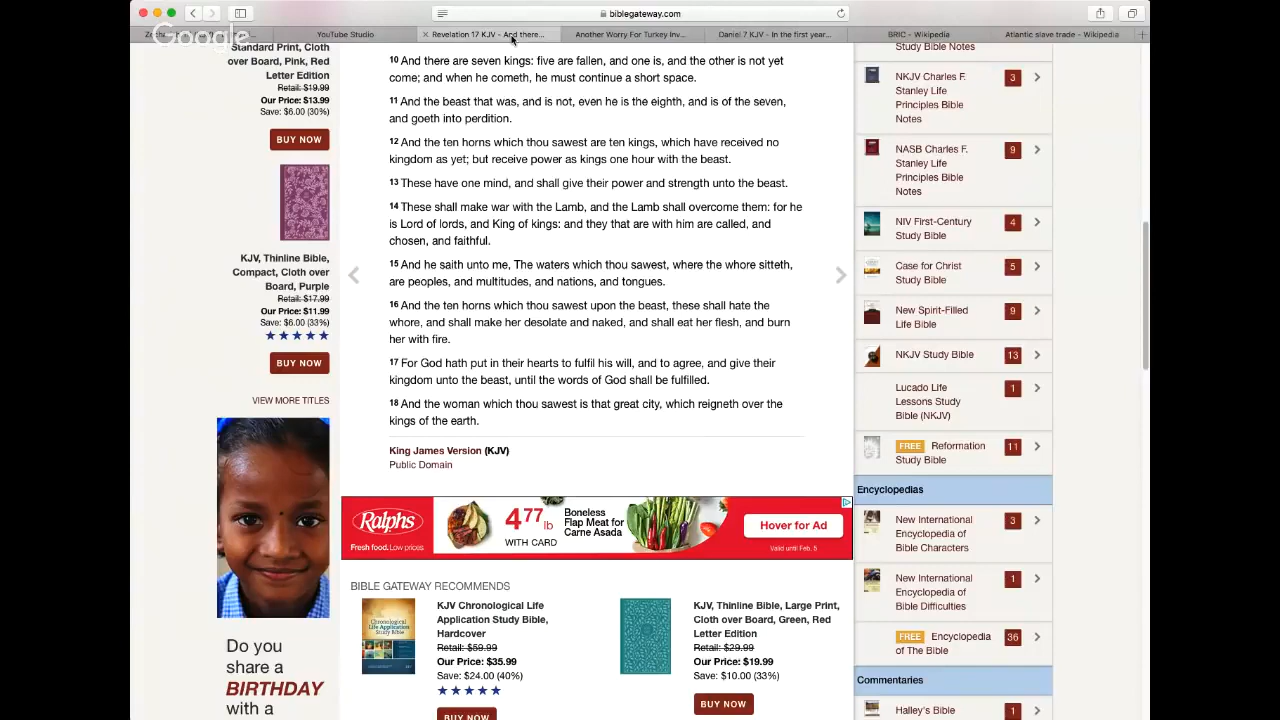 biblegateway.com
Google
YouTube Studio
Revelation 17 KJV - And there...
Another Worry For Turkey Inv...
Daniel 7 KJV - In the first year...
BRIC - Wikipedia
Atlantic slave trade - Wikipedia
Standard Print, Cloth
over Board, Pink, Red
Letter Edition
Retail: $19.99
Our Price: $13.99
Save: $6.00 (30%)
BUY NOW
KJV, Thinline Bible,
Compact, Cloth over
Board, Purple
Retail: $17.99
Our Price: $11.99
Save: $6.00 (33%)
BUY NOW
VIEW MORE TITLES
Do you
share a
BIRTHDAY
with a
10 And there are seven kings: five are fallen, and one is, and the other is not yet
come; and when he cometh, he must continue a short space.
11 And the beast that was, and is not, even he is the eighth, and is of the seven,
and goeth into perdition.
12 And the ten horns which thou sawest are ten kings, which have received no
kingdom as yet; but receive power as kings one hour with the beast.
13 These have one mind, and shall give their power and strength unto the beast.
14 These shall make war with the Lamb, and the Lamb shall overcome them: for he
is Lord of lords, and King of kings: and they that are with him are called, and
chosen, and faithful.
15 And he saith unto me, The waters which thou sawest, where the whore sitteth,
are peoples, and multitudes, and nations, and tongues.
16 And the ten horns which thou sawest upon the beast, these shall hate the
whore, and shall make her desolate and naked, and shall eat her flesh, and burn
her with fire.
17 For God hath put in their hearts to fulfil his will, and to agree, and give their
kingdom unto the beast, until the words of God shall be fulfilled.
18 And the woman which thou sawest is that great city, which reigneth over the
kings of the earth.
King James Version (KJV)
Public Domain
Ralphs
Fresh food. Low prices
4 77 lb
WITH CARD
Boneless
Flap Meat for
Carne Asada
Hover for Ad
Valid until Feb. 5
BIBLE GATEWAY RECOMMENDS
KJV Chronological Life
Application Study Bible,
Hardcover
Retail: $59.99
Our Price: $35.99
Save: $24.00 (40%)
BUY NOW
KJV, Thinline Bible, Large Print,
Cloth over Board, Green, Red
Letter Edition
Retail: $29.99
Our Price: $19.99
Save: $10.00 (33%)
BUY NOW
Study Bible Notes
NKJV Charles F.
Stanley Life
Principles Bible
Notes
3
NASB Charles F.
Stanley Life
Principles Bible
Notes
9
NIV First-Century
Study Bible
4
Case for Christ
Study Bible
5
New Spirit-Filled
Life Bible
9
NKJV Study Bible
13
Lucado Life
Lessons Study
Bible (NKJV)
1
FREE Reformation
Study Bible
11
Encyclopedias
New International
Encyclopedia of
Bible Characters
3
New International
Encyclopedia of
Bible Difficulties
1
FREE Encyclopedia
of The Bible
36
Commentaries
Halley's Bible
1